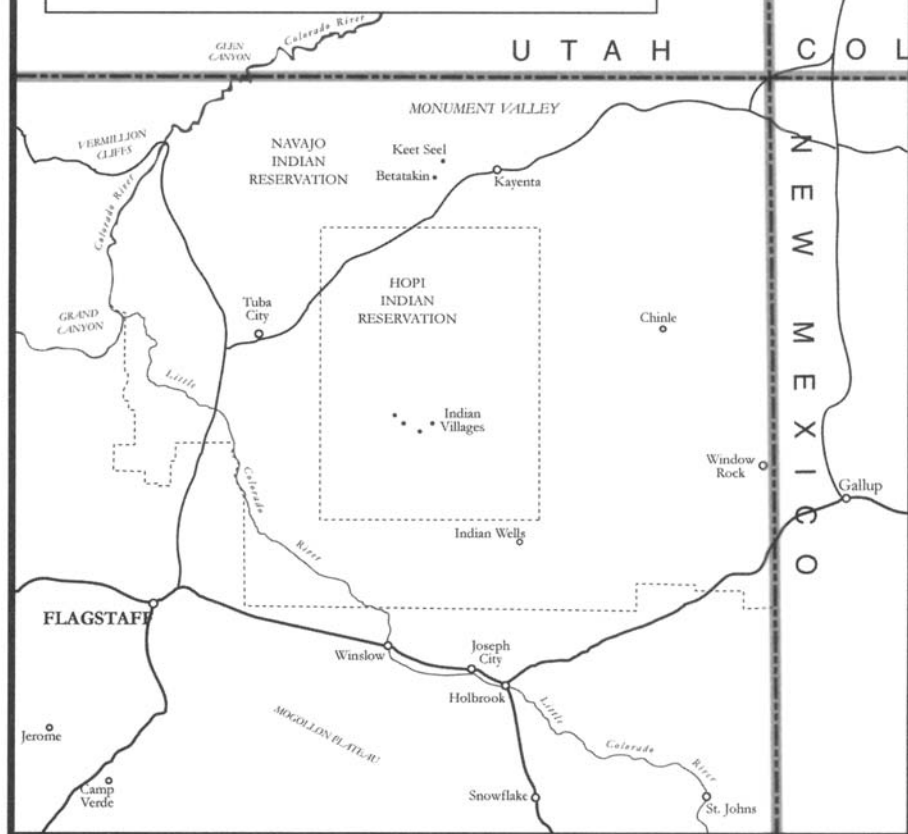 Colorado River
GLEN
CANYON
UTAH
COL
MONUMENT VALLEY
VERMILLION
CLIFFS
NAVAJO
INDIAN
RESERVATION
Keet Seel
Betatakin
Kayenta
NEW MEXICO
Colorado River
HOPI
INDIAN
RESERVATION
Tuba
City
GRAND
CANYON
Chinle
Little
Colorado
River
Indian
Villages
Window
Rock
Gallup
Indian Wells
FLAGSTAFF
Winslow
Joseph
City
Holbrook
MOGOLLON PLATEAU
Little
Colorado
River
Jerome
Camp
Verde
Snowflake
St. Johns